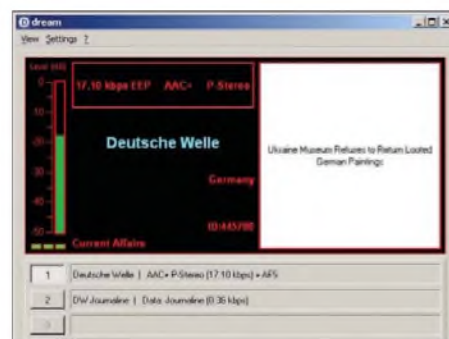 dream
View Settings ?
Level [dB]
0
-10
-20
-30
-40
-50
17.10 kbps EEP AAC+ P-Stereo
Deutsche Welle
Germany
ID:445780
Current Affairs
Ukraine Museum Refuses to Return Looted
German Paintings
1 Deutsche Welle | AAC+ P-Stereo (17.10 kbps) + AFS
2 DW Journaline | Data: Journaline (0.36 kbps)
3